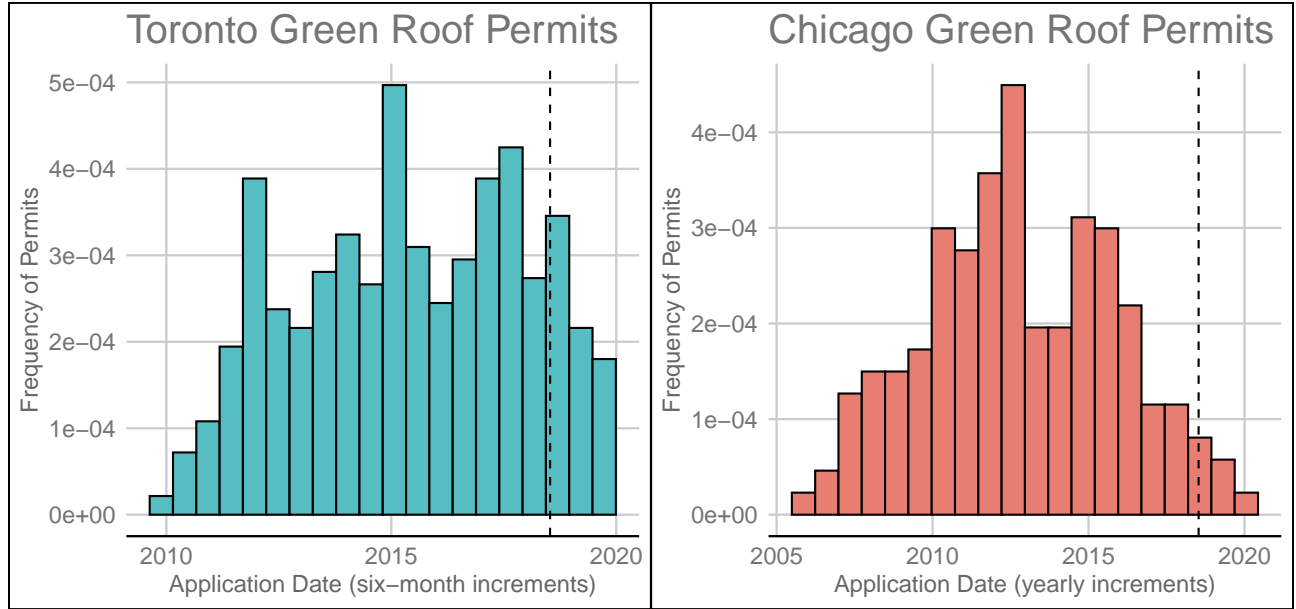 Toronto Green Roof Permits
Frequency of Permits
5e−04
4e−04
3e−04
2e−04
1e−04
0e+00
2010 2015 2020
Application Date (six−month increments)
Chicago Green Roof Permits
Frequency of Permits
4e−04
3e−04
2e−04
1e−04
0e+00
2005 2010 2015 2020
Application Date (yearly increments)